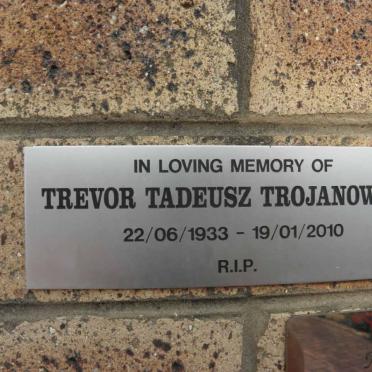 IN LOVING MEMORY OF
TREVOR TADEUSZ TROJANOW
22/06/1933 - 19/01/2010
R.I.P.